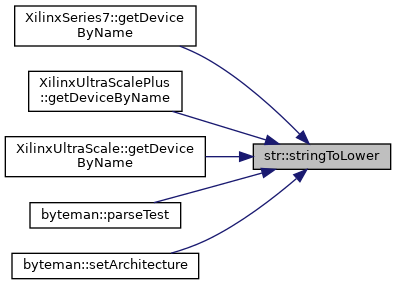 XilinxSeries7::getDevice
ByName
XilinxUltraScalePlus
::getDeviceByName
XilinxUltraScale::getDevice
ByName
str::stringToLower
byteman::parseTest
byteman::setArchitecture